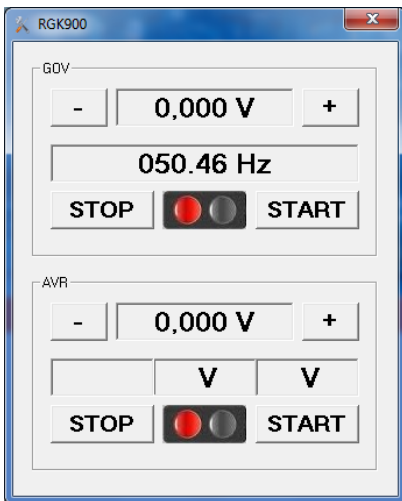 RGK900
GOV
- 0,000 V +
050.46 Hz
STOP START
AVR
- 0,000 V +
V V
STOP START